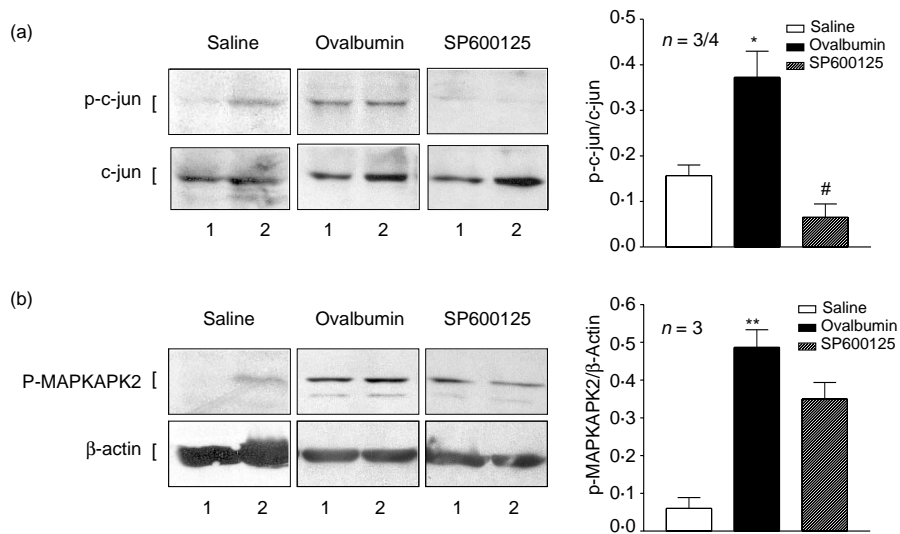 (a)
Saline Ovalbumin SP600125
p-c-jun [
c-jun [
1 2 1 2 1 2
p-c-jun/c-jun
0·5
0·4
0·3
0·2
0·1
0·0
n = 3/4
Saline
Ovalbumin
SP600125
*
#
(b)
Saline Ovalbumin SP600125
P-MAPKAPK2 [
β-actin [
1 2 1 2 1 2
p-MAPKAPK2/β-Actin
0·6
0·5
0·4
0·3
0·2
0·1
0·0
n = 3
Saline
Ovalbumin
SP600125
**